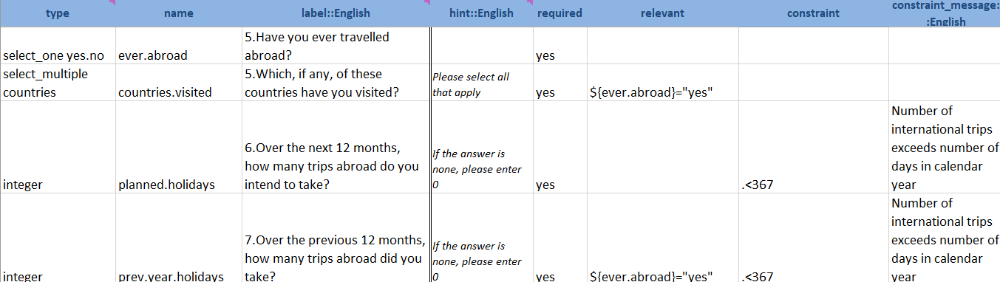 type name label::English hint::English required relevant constraint constraint_message:
:English
select_one yes.no ever.abroad 5.Have you ever travelled
abroad? yes
select_multiple
countries countries.visited 5.Which, if any, of these
countries have you visited? Please select all
that apply yes ${ever.abroad}="yes"
integer planned.holidays 6.Over the next 12 months,
how many trips abroad do you
intend to take? If the answer is
none, please enter
0 yes .<367 Number of
international trips
exceeds number of
days in calendar
year
integer prev.year.holidays 7.Over the previous 12 months,
how many trips abroad did you
take? If the answer is
none, please enter
0 yes ${ever.abroad}="yes" .<367 Number of
international trips
exceeds number of
days in calendar
year